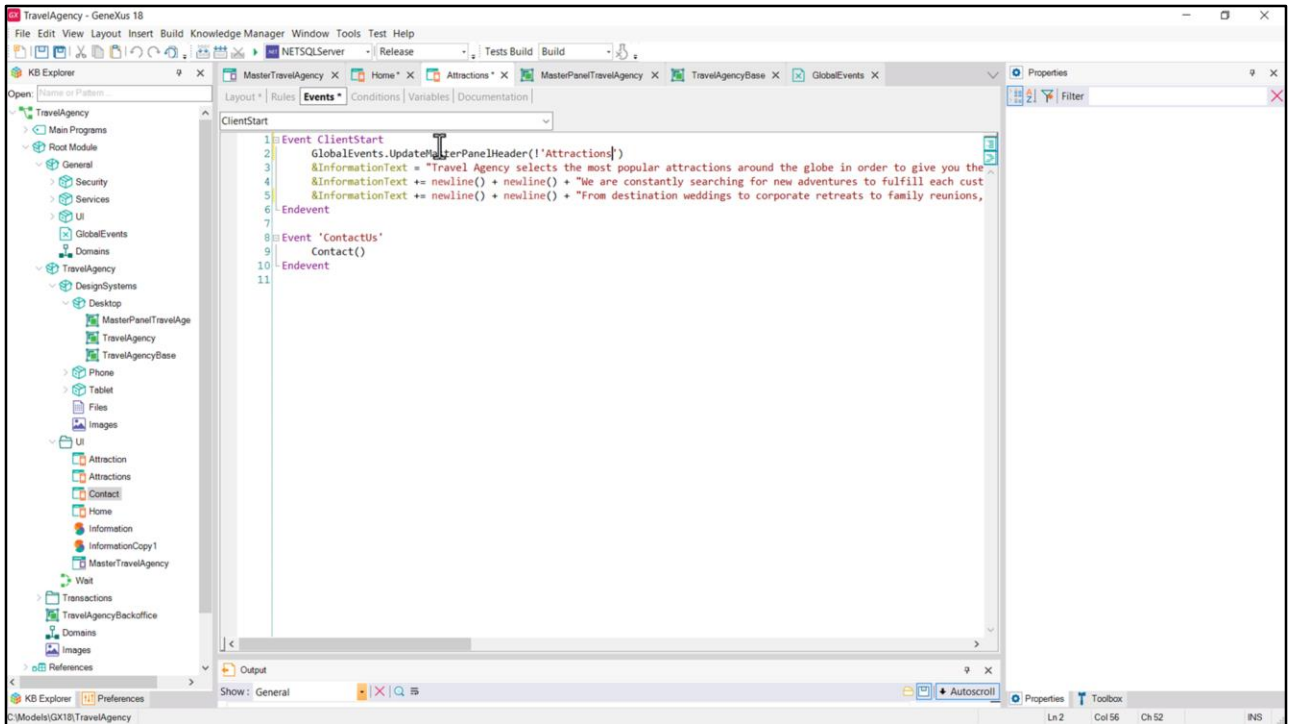 TravelAgency - GeneXus 18
File Edit View Layout Insert Build Knowledge Manager Window Tools Test Help
NETSQLServer Release Tests Build Build
KB Explorer
Open: Name or Pattern ...
TravelAgency
Main Programs
Root Module
General
Security
Services
UI
GlobalEvents
Domains
TravelAgency
DesignSystems
Desktop
MasterPanelTravelAge
TravelAgency
TravelAgencyBase
Phone
Tablet
Files
Images
UI
Attraction
Attractions
Contact
Home
Information
InformationCopy1
MasterTravelAgency
Wait
Transactions
TravelAgencyBackoffice
Domains
Images
References
KB Explorer Preferences
MasterTravelAgency X Home * X Attractions * X MasterPanelTravelAgency X TravelAgencyBase X GlobalEvents X
Layout * Rules Events * Conditions Variables Documentation
ClientStart
1 Event ClientStart
2 GlobalEvents.UpdateMasterPanelHeader(!'Attractions')
3 &InformationText = "Travel Agency selects the most popular attractions around the globe in order to give you the
4 &InformationText += newline() + newline() + "We are constantly searching for new adventures to fulfill each cust
5 &InformationText += newline() + newline() + "From destination weddings to corporate retreats to family reunions,
6 Endevent
7
8 Event 'ContactUs'
9 Contact()
10 Endevent
11
Output
Show: General Autoscroll
Properties
Filter
Properties Toolbox
C:\Models\GX18\TravelAgency Ln 2 Col 56 Ch 52 INS